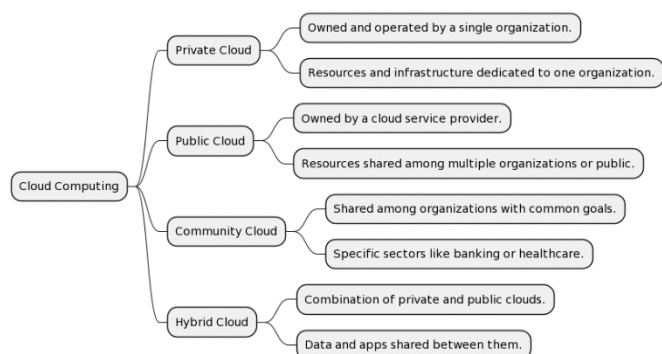 Cloud Computing
Private Cloud
Owned and operated by a single organization.
Resources and infrastructure dedicated to one organization.
Public Cloud
Owned by a cloud service provider.
Resources shared among multiple organizations or public.
Community Cloud
Shared among organizations with common goals.
Specific sectors like banking or healthcare.
Hybrid Cloud
Combination of private and public clouds.
Data and apps shared between them.